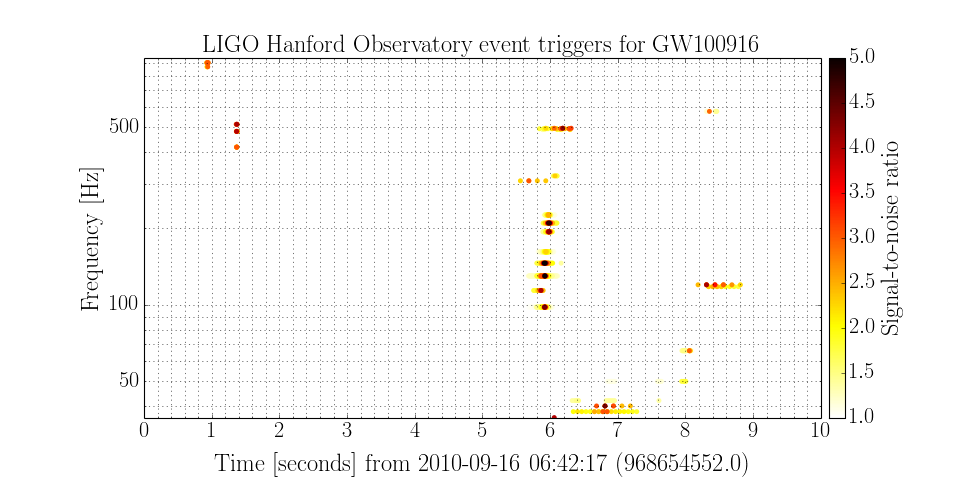 LIGO Hanford Observatory event triggers for GW100916
Frequency [Hz]
500
100
50
0 1 2 3 4 5 6 7 8 9 10
Time [seconds] from 2010-09-16 06:42:17 (968654552.0)
5.0
4.5
4.0
3.5
3.0
2.5
2.0
1.5
1.0
Signal-to-noise ratio